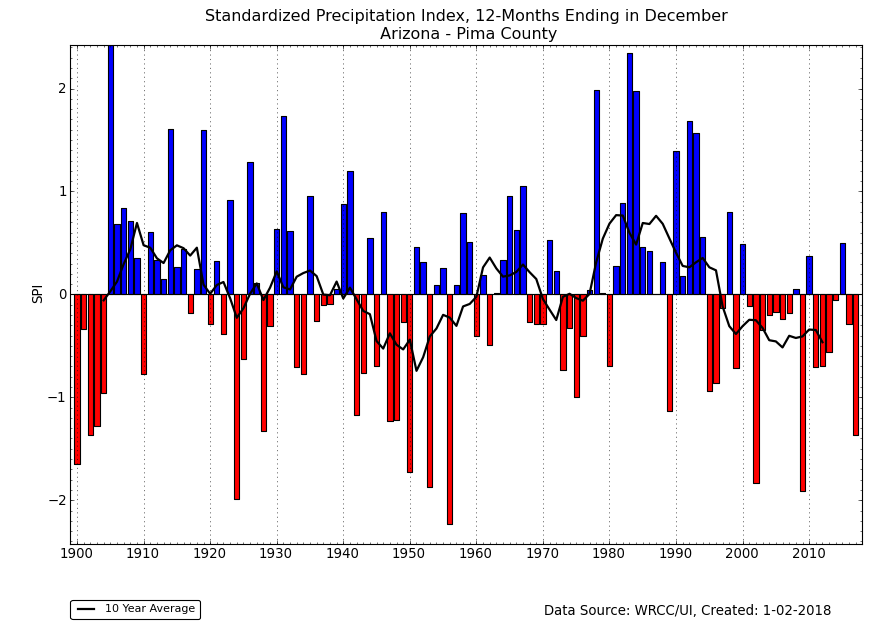 Standardized Precipitation Index, 12-Months Ending in December
Arizona - Pima County
SPI
2
1
0
−1
−2
1900 1910 1920 1930 1940 1950 1960 1970 1980 1990 2000 2010
10 Year Average
Data Source: WRCC/UI, Created: 1-02-2018